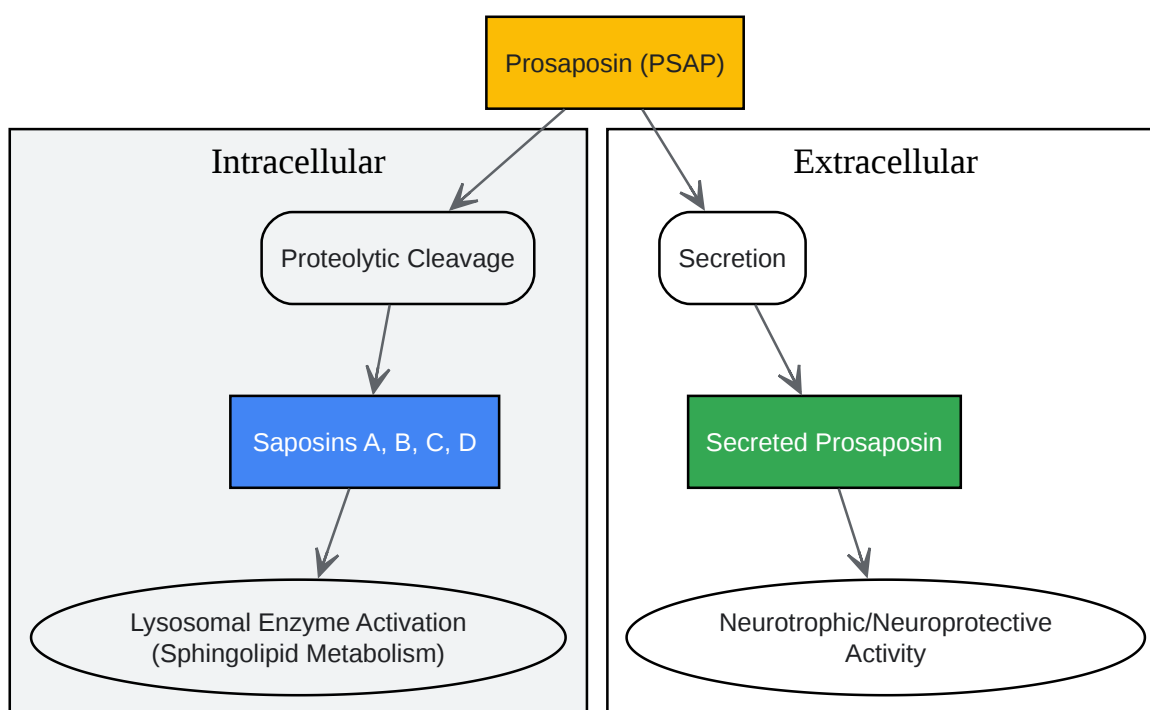 Prosaposin (PSAP)
Intracellular
Extracellular
Proteolytic Cleavage
Secretion
Saposins A, B, C, D
Secreted Prosaposin
Lysosomal Enzyme Activation
(Sphingolipid Metabolism)
Neurotrophic/Neuroprotective
Activity